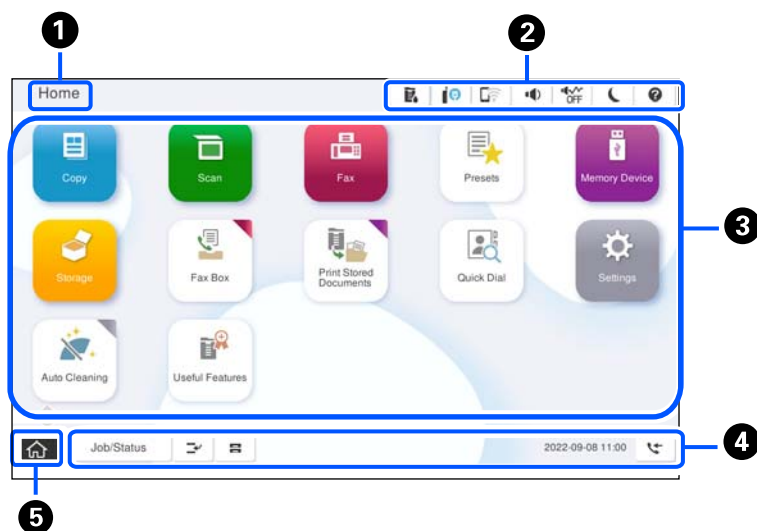 1
2
Home
OFF
?
Copy
Scan
Fax
Presets
Memory Device
3
Storage
Fax Box
Print Stored
Documents
Quick Dial
Settings
Auto Cleaning
Useful Features
Job/Status
2022-09-08 11:00
4
5